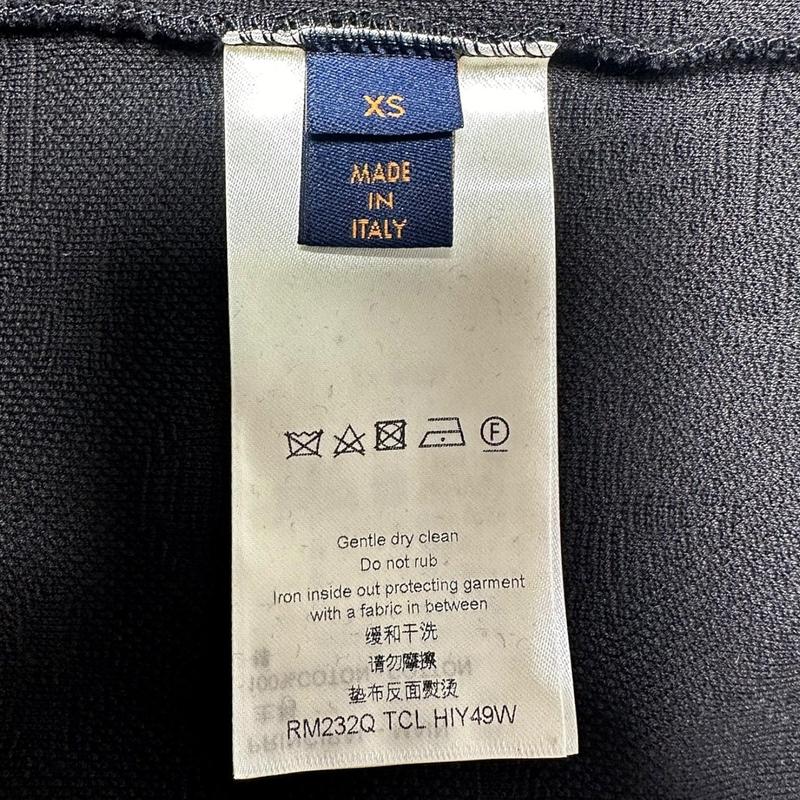 XS
MADE
IN
ITALY
F
Gentle dry clean
Do not rub
Iron inside out protecting garment
with a fabric in between
缓和干洗
请勿摩擦
垫布反面熨烫
RM232Q TCL HIY49W